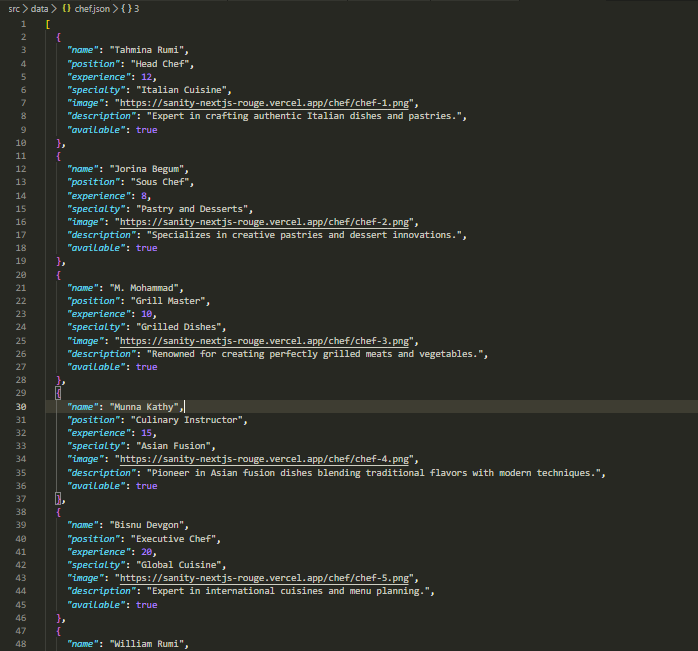 src > data > {} chef.json > {} 3
1 [
2 {
3 "name": "Tahmina Rumi",
4 "position": "Head Chef",
5 "experience": 12,
6 "specialty": "Italian Cuisine",
7 "image": "https://sanity-nextjs-rouge.vercel.app/chef/chef-1.png",
8 "description": "Expert in crafting authentic Italian dishes and pastries.",
9 "available": true
10 },
11 {
12 "name": "Jorina Begum",
13 "position": "Sous Chef",
14 "experience": 8,
15 "specialty": "Pastry and Desserts",
16 "image": "https://sanity-nextjs-rouge.vercel.app/chef/chef-2.png",
17 "description": "Specializes in creative pastries and dessert innovations.",
18 "available": true
19 },
20 {
21 "name": "M. Mohammad",
22 "position": "Grill Master",
23 "experience": 10,
24 "specialty": "Grilled Dishes",
25 "image": "https://sanity-nextjs-rouge.vercel.app/chef/chef-3.png",
26 "description": "Renowned for creating perfectly grilled meats and vegetables.",
27 "available": true
28 },
29 {
30 "name": "Munna Kathy",
31 "position": "Culinary Instructor",
32 "experience": 15,
33 "specialty": "Asian Fusion",
34 "image": "https://sanity-nextjs-rouge.vercel.app/chef/chef-4.png",
35 "description": "Pioneer in Asian fusion dishes blending traditional flavors with modern techniques.",
36 "available": true
37 },
38 {
39 "name": "Bisnu Devgon",
40 "position": "Executive Chef",
41 "experience": 20,
42 "specialty": "Global Cuisine",
43 "image": "https://sanity-nextjs-rouge.vercel.app/chef/chef-5.png",
44 "description": "Expert in international cuisines and menu planning.",
45 "available": true
46 },
47 {
48 "name": "William Rumi",